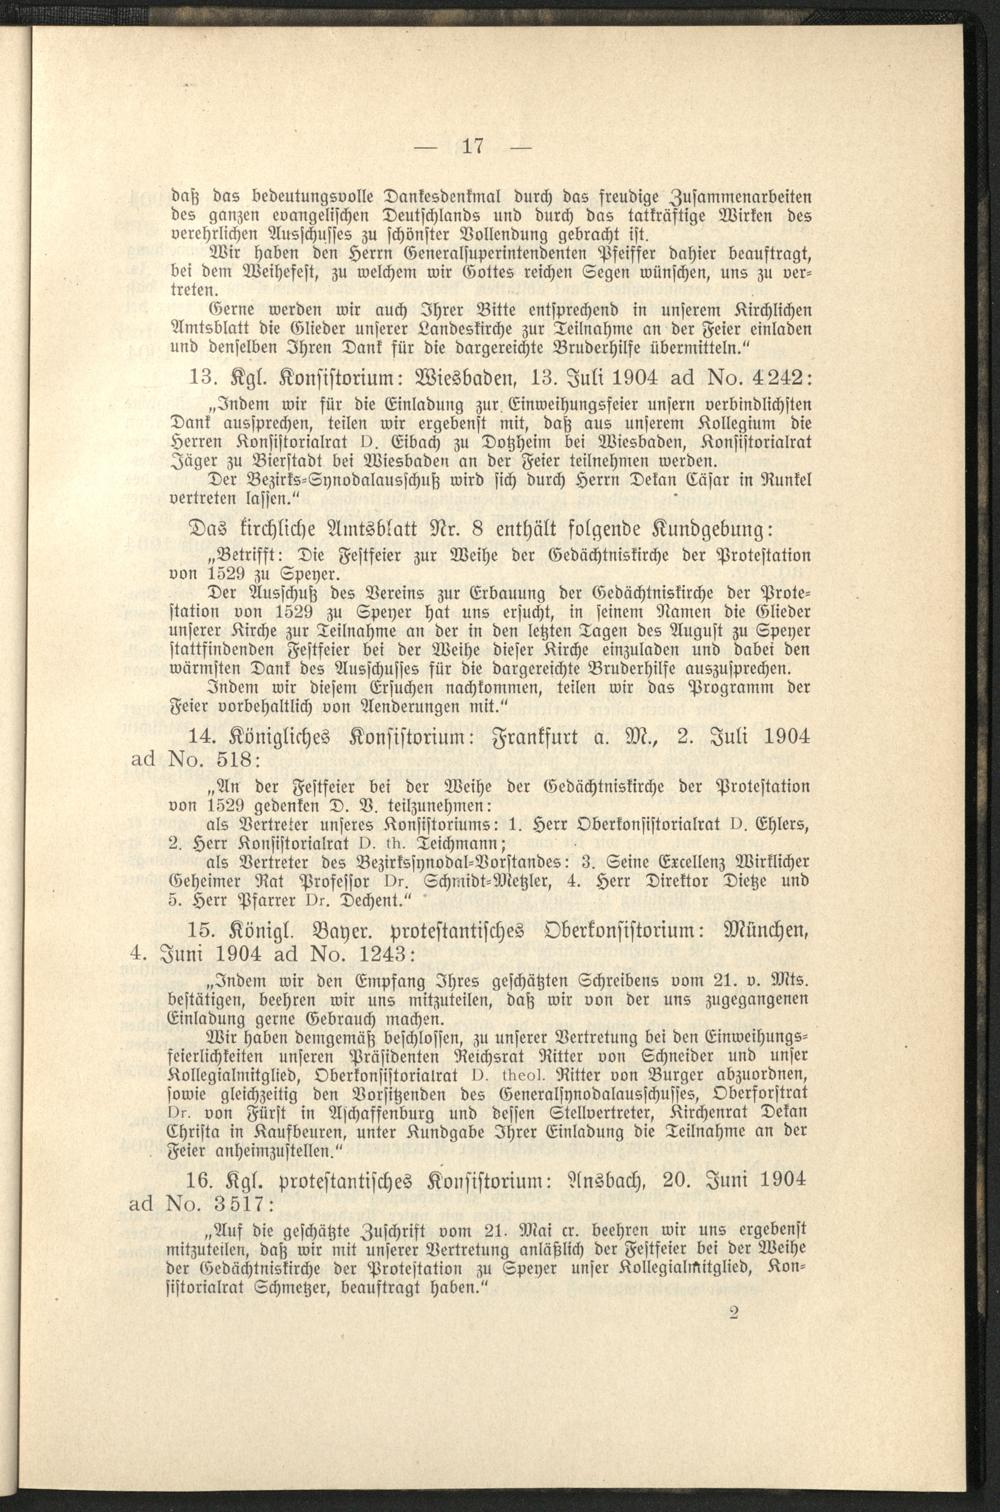 — 17 —
daß das bedeutungsvolle Dankesdenkmal durch das freudige Zusammenarbeiten
des ganzen evangelischen Deutschlands und durch das tatkräftige Wirken des
verehrlichen Ausschusses zu schönster Vollendung gebracht ist.
Wir haben den Herrn Generalsuperintendenten Pfeiffer dahier beauftragt,
bei dem Weihefest, zu welchem wir Gottes reichen Segen wünschen, uns zu ver-
treten.
Gerne werden wir auch Ihrer Bitte entsprechend in unserem Kirchlichen
Amtsblatt die Glieder unserer Landeskirche zur Teilnahme an der Feier einladen
und denselben Ihren Dank für die dargereichte Bruderhilfe übermitteln.“
13. Kgl. Konsistorium: Wiesbaden, 13. Juli 1904 ad No. 4242:
„Indem wir für die Einladung zur Einweihungsfeier unsern verbindlichsten
Dank aussprechen, teilen wir ergebenst mit, daß aus unserem Kollegium die
Herren Konsistorialrat D. Eibach zu Dotzheim bei Wiesbaden, Konsistorialrat
Jäger zu Bierstadt bei Wiesbaden an der Feier teilnehmen werden.
Der Bezirks-Synodalausschuß wird sich durch Herrn Dekan Cäsar in Runkel
vertreten lassen.“
Das kirchliche Amtsblatt Nr. 8 enthält folgende Kundgebung:
„Betrifft: Die Festfeier zur Weihe der Gedächtniskirche der Protestation
von 1529 zu Speyer.
Der Ausschuß des Vereins zur Erbauung der Gedächtniskirche der Prote-
station von 1529 zu Speyer hat uns ersucht, in seinem Namen die Glieder
unserer Kirche zur Teilnahme an der in den letzten Tagen des August zu Speyer
stattfindenden Festfeier bei der Weihe dieser Kirche einzuladen und dabei den
wärmsten Dank des Ausschusses für die dargereichte Bruderhilfe auszusprechen.
Indem wir diesem Ersuchen nachkommen, teilen wir das Programm der
Feier vorbehaltlich von Aenderungen mit.“
14. Königliches Konsistorium: Frankfurt a. M., 2. Juli 1904
ad No. 518:
„An der Festfeier bei der Weihe der Gedächtniskirche der Protestation
von 1529 gedenken D. V. teilzunehmen:
als Vertreter unseres Konsistoriums: 1. Herr Oberkonsistorialrat D. Ehlers,
2. Herr Konsistorialrat D. th. Teichmann;
als Vertreter des Bezirkssynodal-Vorstandes: 3. Seine Excellenz Wirklicher
Geheimer Rat Professor Dr. Schmidt-Metzler, 4. Herr Direktor Dietze und
5. Herr Pfarrer Dr. Dechent.“
15. Königl. Bayer. protestantisches Oberkonsistorium: München,
4. Juni 1904 ad No. 1243:
„Indem wir den Empfang Ihres geschätzten Schreibens vom 21. v. Mts.
bestätigen, beehren wir uns mitzuteilen, daß wir von der uns zugegangenen
Einladung gerne Gebrauch machen.
Wir haben demgemäß beschlossen, zu unserer Vertretung bei den Einweihungs-
feierlichkeiten unseren Präsidenten Reichsrat Ritter von Schneider und unser
Kollegialmitglied, Oberkonsistorialrat D. theol. Ritter von Burger abzuordnen,
sowie gleichzeitig den Vorsitzenden des Generalsynodalausschusses, Oberforstrat
Dr. von Fürst in Aschaffenburg und dessen Stellvertreter, Kirchenrat Dekan
Christa in Kaufbeuren, unter Kundgabe Ihrer Einladung die Teilnahme an der
Feier anheimzustellen.“
16. Kgl. protestantisches Konsistorium: Ansbach, 20. Juni 1904
ad No. 3517:
„Auf die geschätzte Zuschrift vom 21. Mai cr. beehren wir uns ergebenst
mitzuteilen, daß wir mit unserer Vertretung anläßlich der Festfeier bei der Weihe
der Gedächtniskirche der Protestation zu Speyer unser Kollegialmitglied, Kon-
sistorialrat Schmetzer, beauftragt haben.“
2